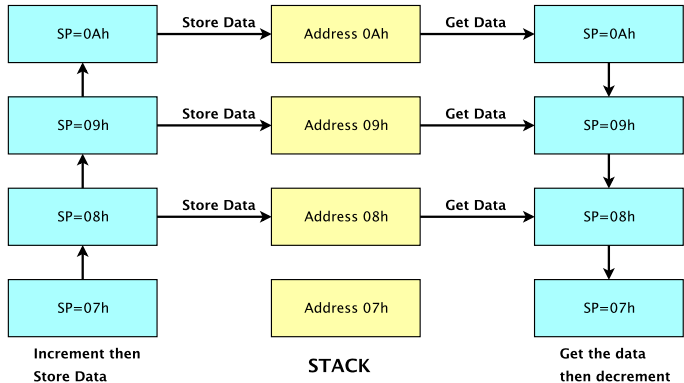 SP=0Ah Store Data Address 0Ah Get Data SP=0Ah
SP=09h Store Data Address 09h Get Data SP=09h
SP=08h Store Data Address 08h Get Data SP=08h
SP=07h Address 07h SP=07h
Increment then
Store Data
STACK
Get the data
then decrement